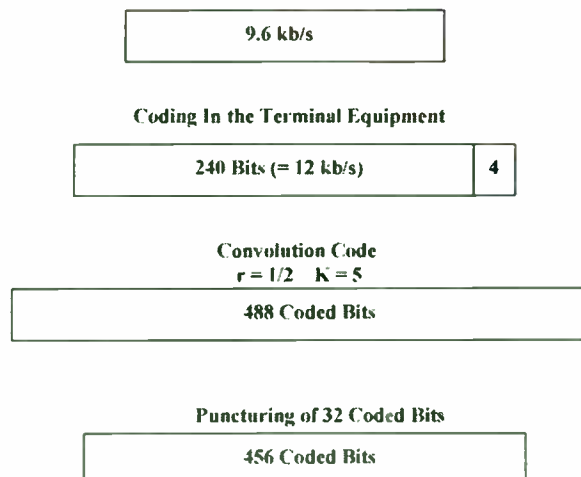 9.6 kb/s
Coding In the Terminal Equipment
240 Bits (= 12 kb/s) 4
Convolution Code
r = 1/2 K = 5
488 Coded Bits
Puncturing of 32 Coded Bits
456 Coded Bits